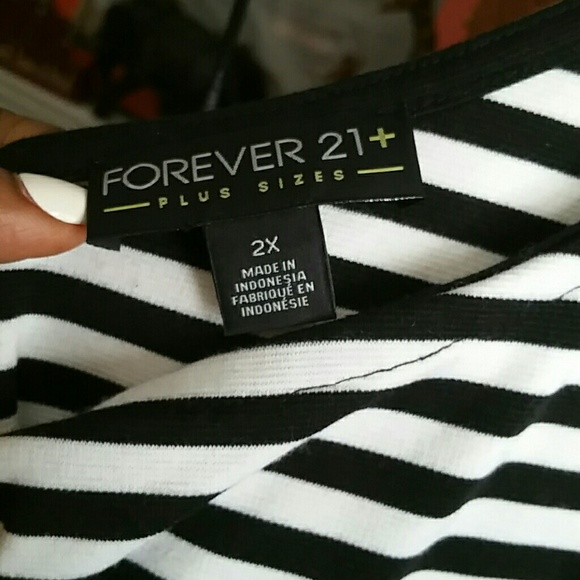 FOREVER 21+
PLUS SIZES
2X
MADE IN
INDONESIA
FABRIQUÉ EN
INDONÉSIE